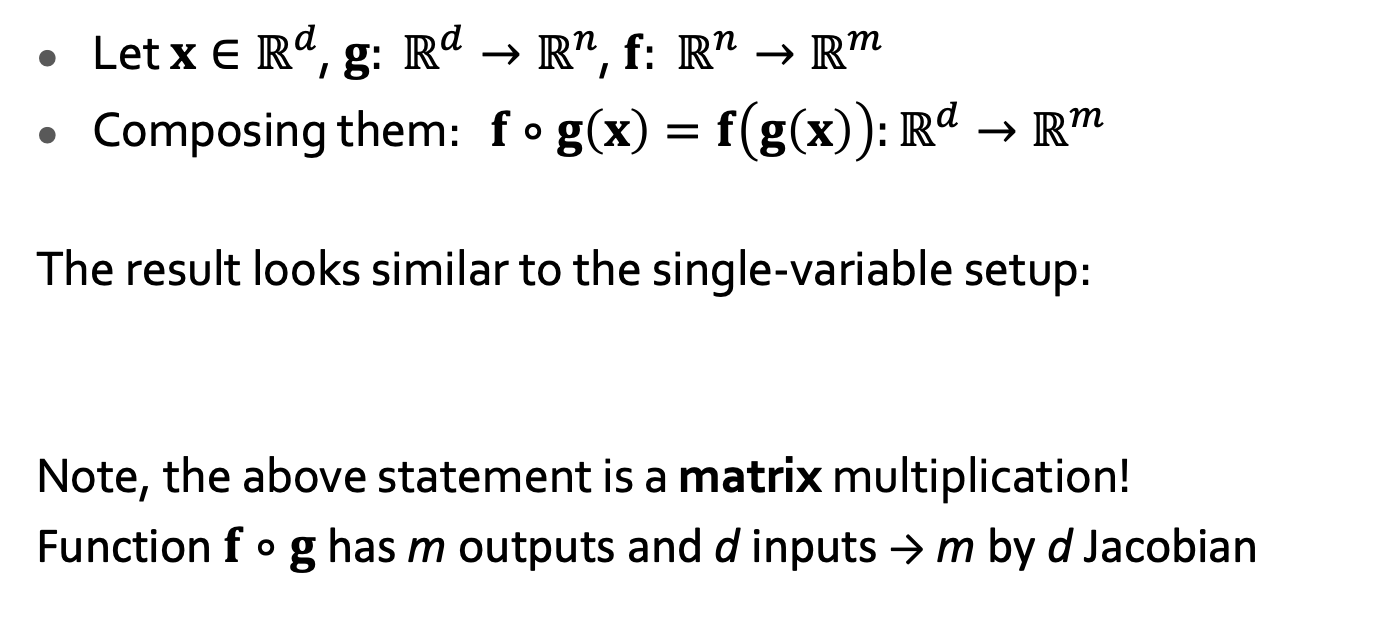 • Let 𝐱 ∈ ℝ^d, 𝐠: ℝ^d → ℝ^n, 𝐟: ℝ^n → ℝ^m
• Composing them: 𝐟 ∘ 𝐠(𝐱) = 𝐟(𝐠(𝐱)): ℝ^d → ℝ^m
The result looks similar to the single-variable setup:
Note, the above statement is a matrix multiplication!
Function 𝐟 ∘ 𝐠 has m outputs and d inputs → m by d Jacobian